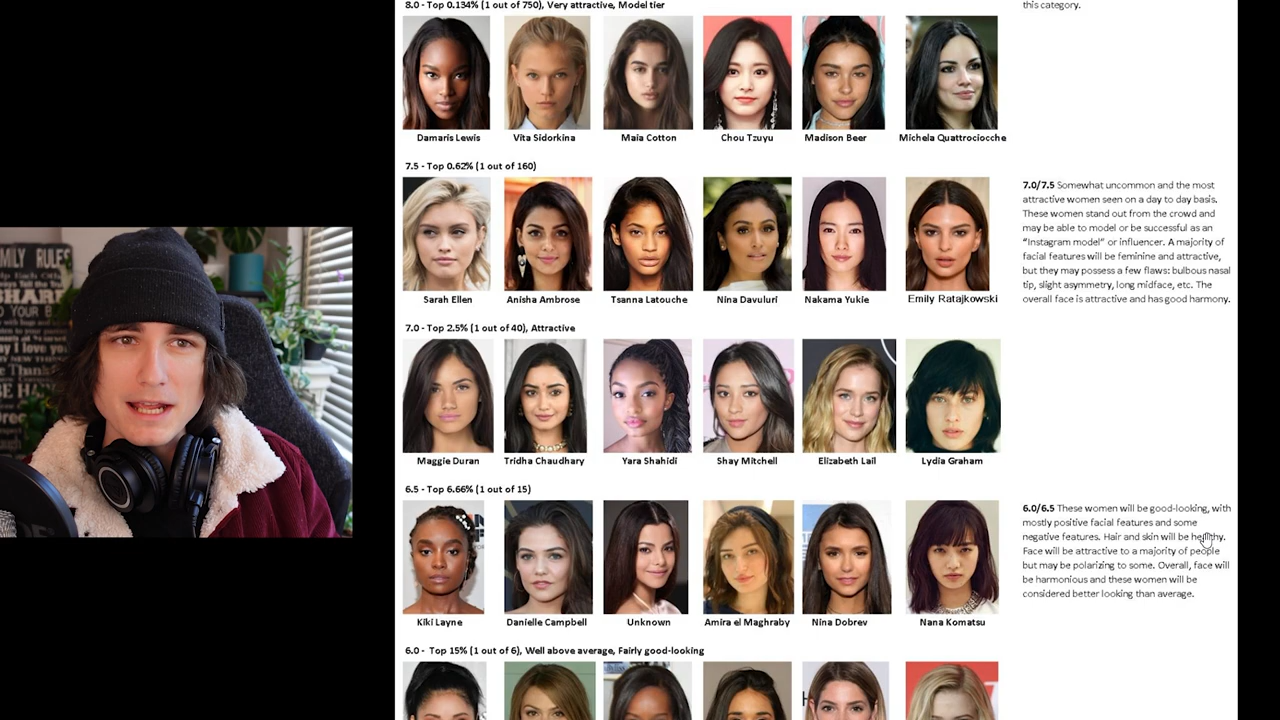 8.0 - Top 0.134% (1 out of 750), Very attractive, Model tier
this category.
Damaris Lewis
Vita Sidorkina
Maia Cotton
Chou Tzuyu
Madison Beer
Michela Quattrociocche
7.5 - Top 0.62% (1 out of 160)
7.0/7.5 Somewhat uncommon and the most
attractive women seen on a day to day basis.
These women stand out from the crowd and
may be able to model or be successful as an
“Instagram model” or influencer. A majority of
facial features will be feminine and attractive,
but they may possess a few flaws: bulbous nasal
tip, slight asymmetry, long midface, etc. The
overall face is attractive and has good harmony.
Sarah Ellen
Anisha Ambrose
Tsanna Latouche
Nina Davuluri
Nakama Yukie
Emily Ratajkowski
7.0 - Top 2.5% (1 out of 40), Attractive
Maggie Duran
Tridha Chaudhary
Yara Shahidi
Shay Mitchell
Elizabeth Lail
Lydia Graham
6.5 - Top 6.66% (1 out of 15)
6.0/6.5 These women will be good-looking, with
mostly positive facial features and some
negative features. Hair and skin will be healthy.
Face will be attractive to a majority of people
but may be polarizing to some. Overall, face will
be harmonious and these women will be
considered better looking than average.
Kiki Layne
Danielle Campbell
Unknown
Amira el Maghraby
Nina Dobrev
Nana Komatsu
6.0 - Top 15% (1 out of 6), Well above average, Fairly good-looking